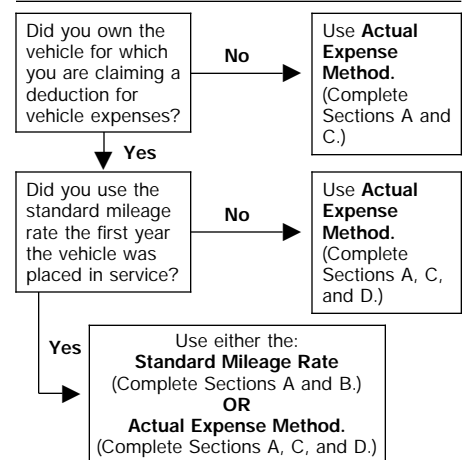 Did you own the
vehicle for which
you are claiming a
deduction for
vehicle expenses?
No
Use Actual
Expense
Method.
(Complete
Sections A and
C.)
Yes
Did you use the
standard mileage
rate the first year
the vehicle was
placed in service?
No
Use Actual
Expense
Method.
(Complete
Sections A, C,
and D.)
Yes
Use either the:
Standard Mileage Rate
(Complete Sections A and B.)
OR
Actual Expense Method.
(Complete Sections A, C, and D.)